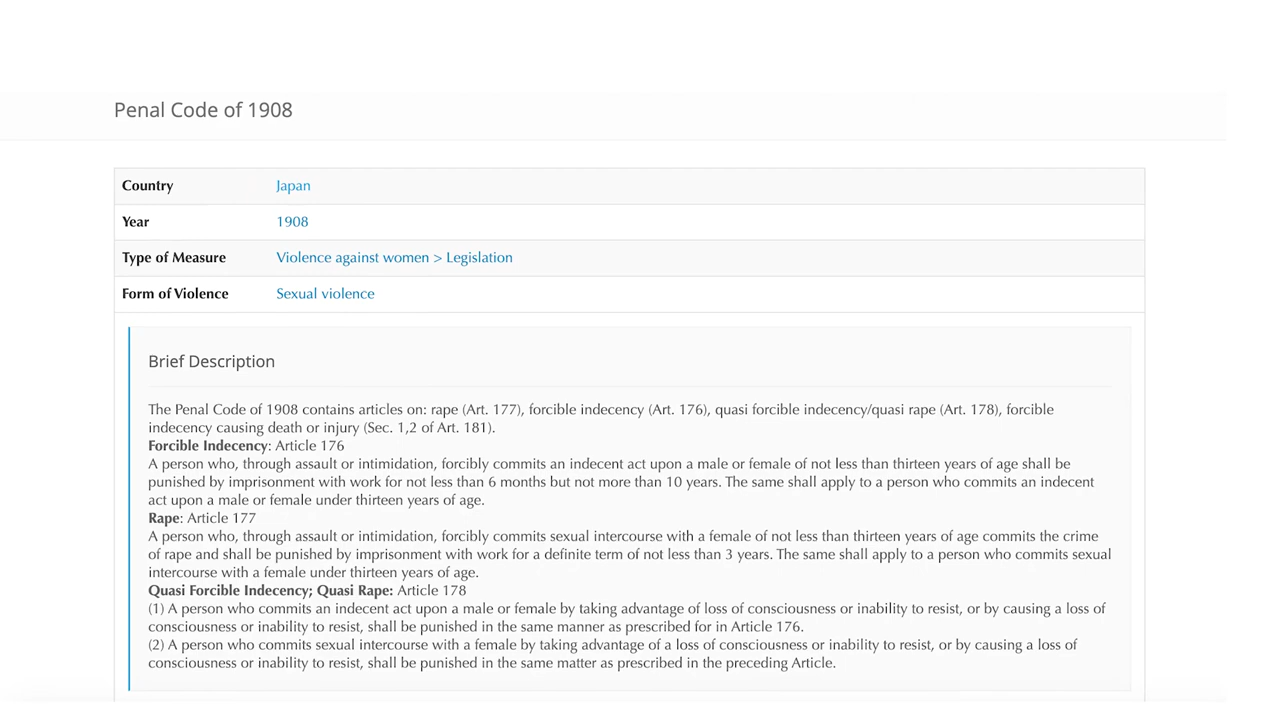 Penal Code of 1908
Country Japan
Year 1908
Type of Measure Violence against women > Legislation
Form of Violence Sexual violence
Brief Description
The Penal Code of 1908 contains articles on: rape (Art. 177), forcible indecency (Art. 176), quasi forcible indecency/quasi rape (Art. 178), forcible
indecency causing death or injury (Sec. 1,2 of Art. 181).
Forcible Indecency: Article 176
A person who, through assault or intimidation, forcibly commits an indecent act upon a male or female of not less than thirteen years of age shall be
punished by imprisonment with work for not less than 6 months but not more than 10 years. The same shall apply to a person who commits an indecent
act upon a male or female under thirteen years of age.
Rape: Article 177
A person who, through assault or intimidation, forcibly commits sexual intercourse with a female of not less than thirteen years of age commits the crime
of rape and shall be punished by imprisonment with work for a definite term of not less than 3 years. The same shall apply to a person who commits sexual
intercourse with a female under thirteen years of age.
Quasi Forcible Indecency; Quasi Rape: Article 178
(1) A person who commits an indecent act upon a male or female by taking advantage of loss of consciousness or inability to resist, or by causing a loss of
consciousness or inability to resist, shall be punished in the same manner as prescribed for in Article 176.
(2) A person who commits sexual intercourse with a female by taking advantage of a loss of consciousness or inability to resist, or by causing a loss of
consciousness or inability to resist, shall be punished in the same matter as prescribed in the preceding Article.